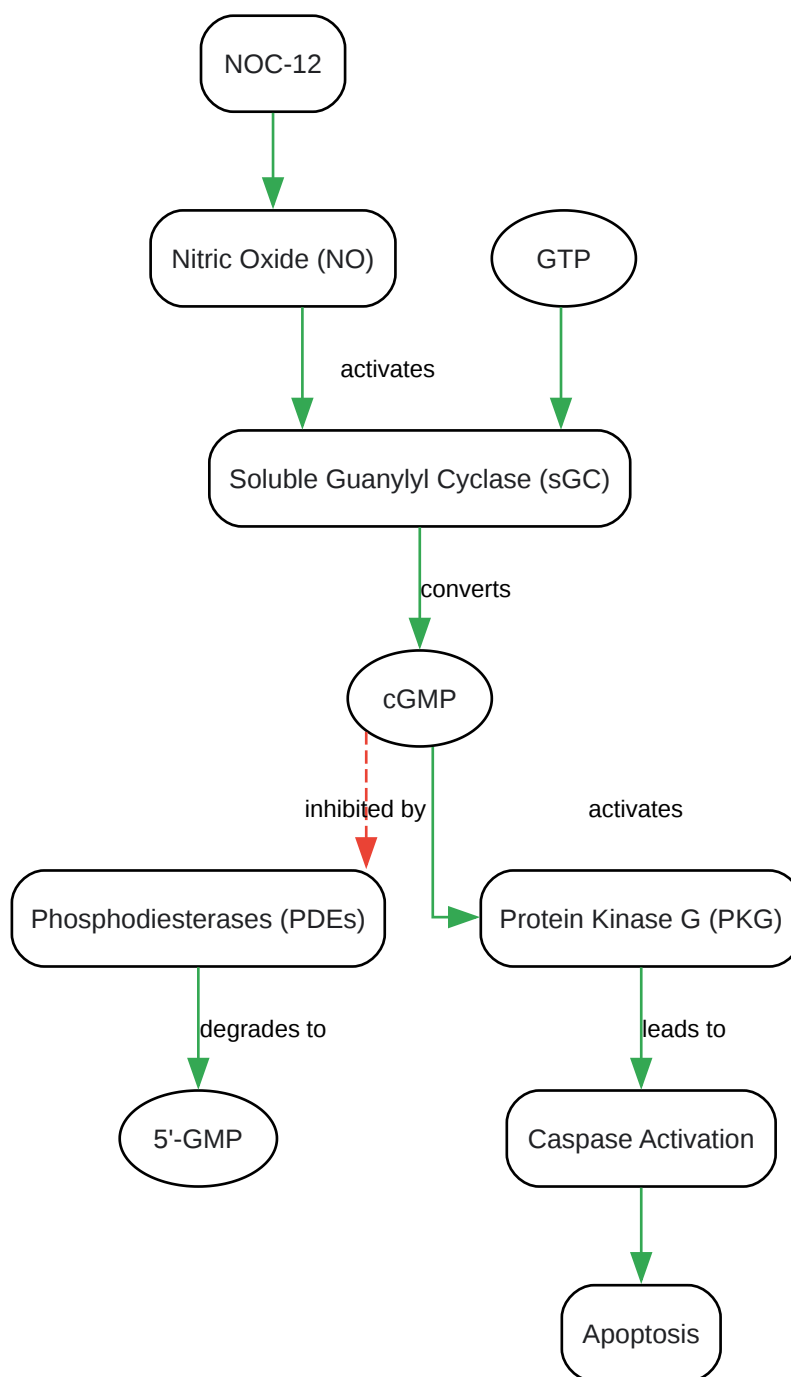 NOC-12
Nitric Oxide (NO)
GTP
activates
Soluble Guanylyl Cyclase (sGC)
converts
cGMP
inhibited by
activates
Phosphodiesterases (PDEs)
Protein Kinase G (PKG)
degrades to
leads to
5'-GMP
Caspase Activation
Apoptosis